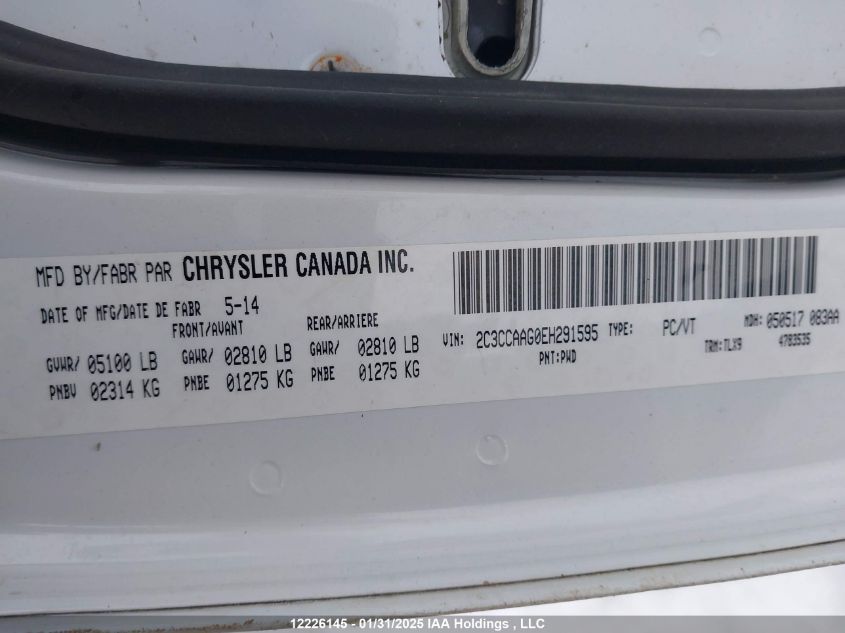 MFD BY/FABR PAR CHRYSLER CANADA INC.
DATE OF MFG/DATE DE FABR 5-14
FRONT/AVANT REAR/ARRIERE
GVWR/ 05100 LB GAWR/ 02810 LB GAWR/ 02810 LB
PNBV 02314 KG PNBE 01275 KG PNBE 01275 KG
VIN: 2C3CCAAG0EH291595 TYPE: PC/VT MDH: 050517 083AA
PNT:PWD TRM:TLX9 4783535
12226145 - 01/31/2025 IAA Holdings , LLC